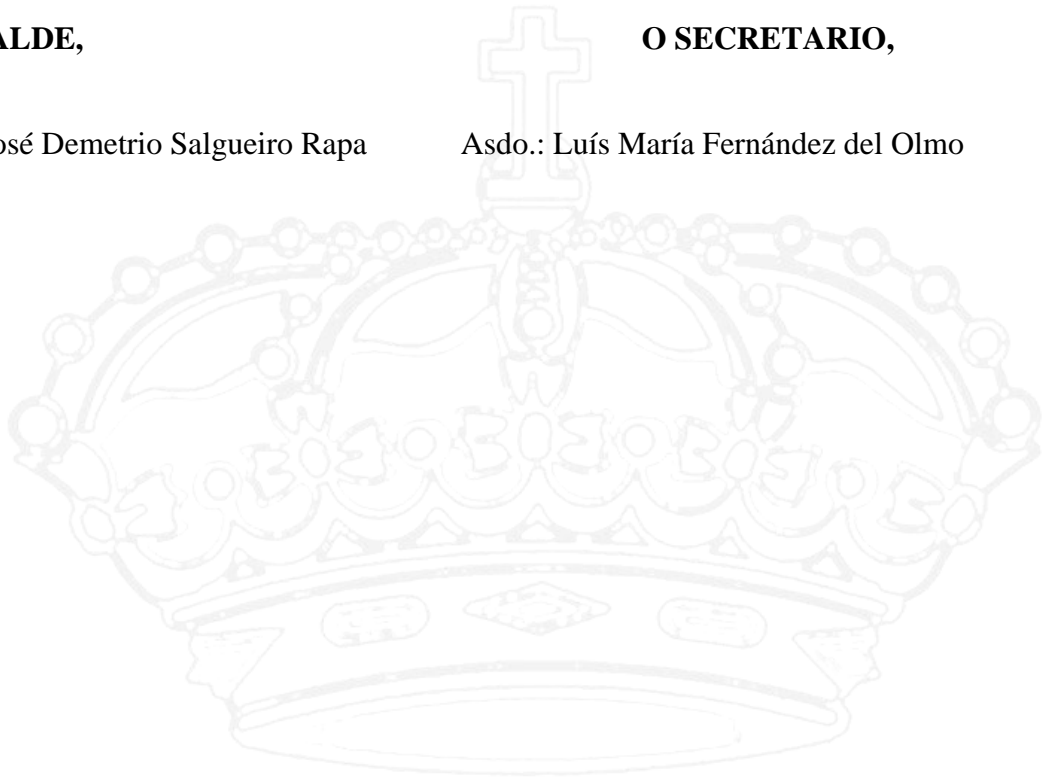 ALDE, O SECRETARIO,
osé Demetrio Salgueiro Rapa Asdo.: Luís María Fernández del Olmo